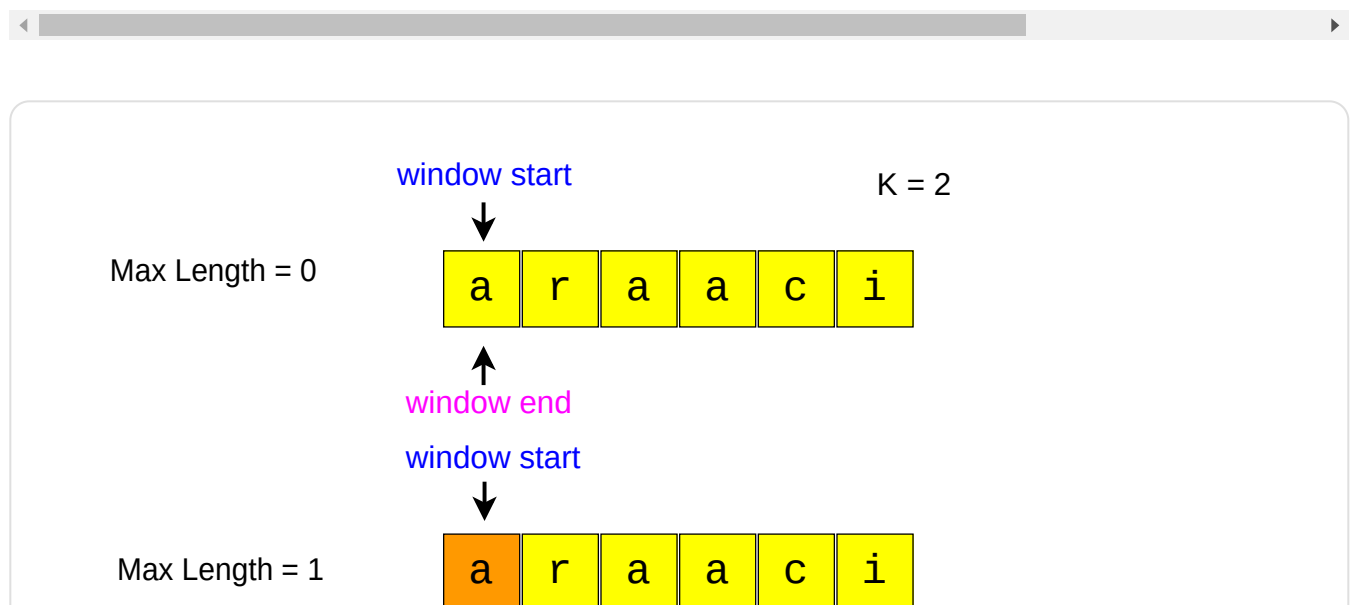 window start
K = 2
Max Length = 0
a r a a c i
window end
window start
Max Length = 1
a r a a c i